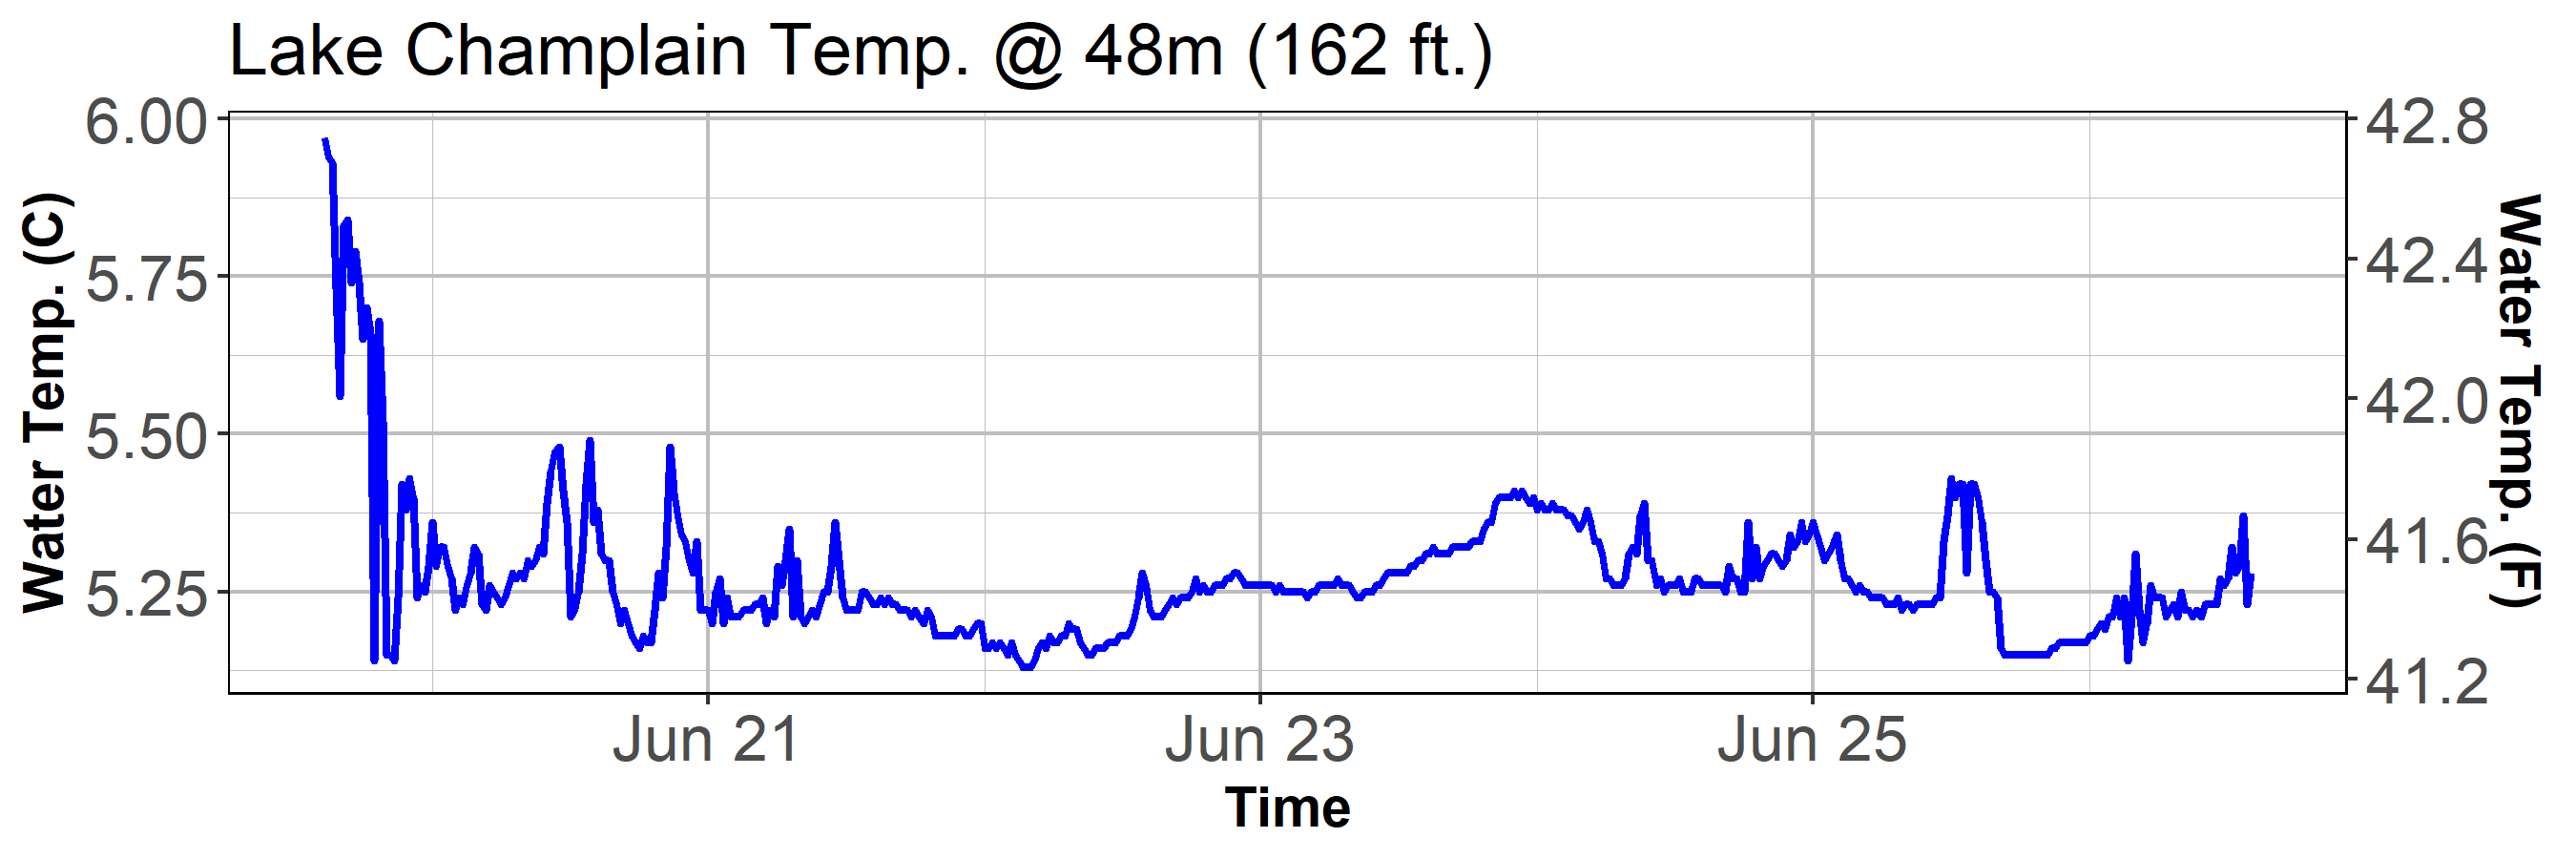 Lake Champlain Temp. @ 48m (162 ft.)
Water Temp. (C)
6.00
5.75
5.50
5.25
42.8
42.4
42.0
41.6
41.2
Water Temp. (F)
Jun 21 Jun 23 Jun 25
Time